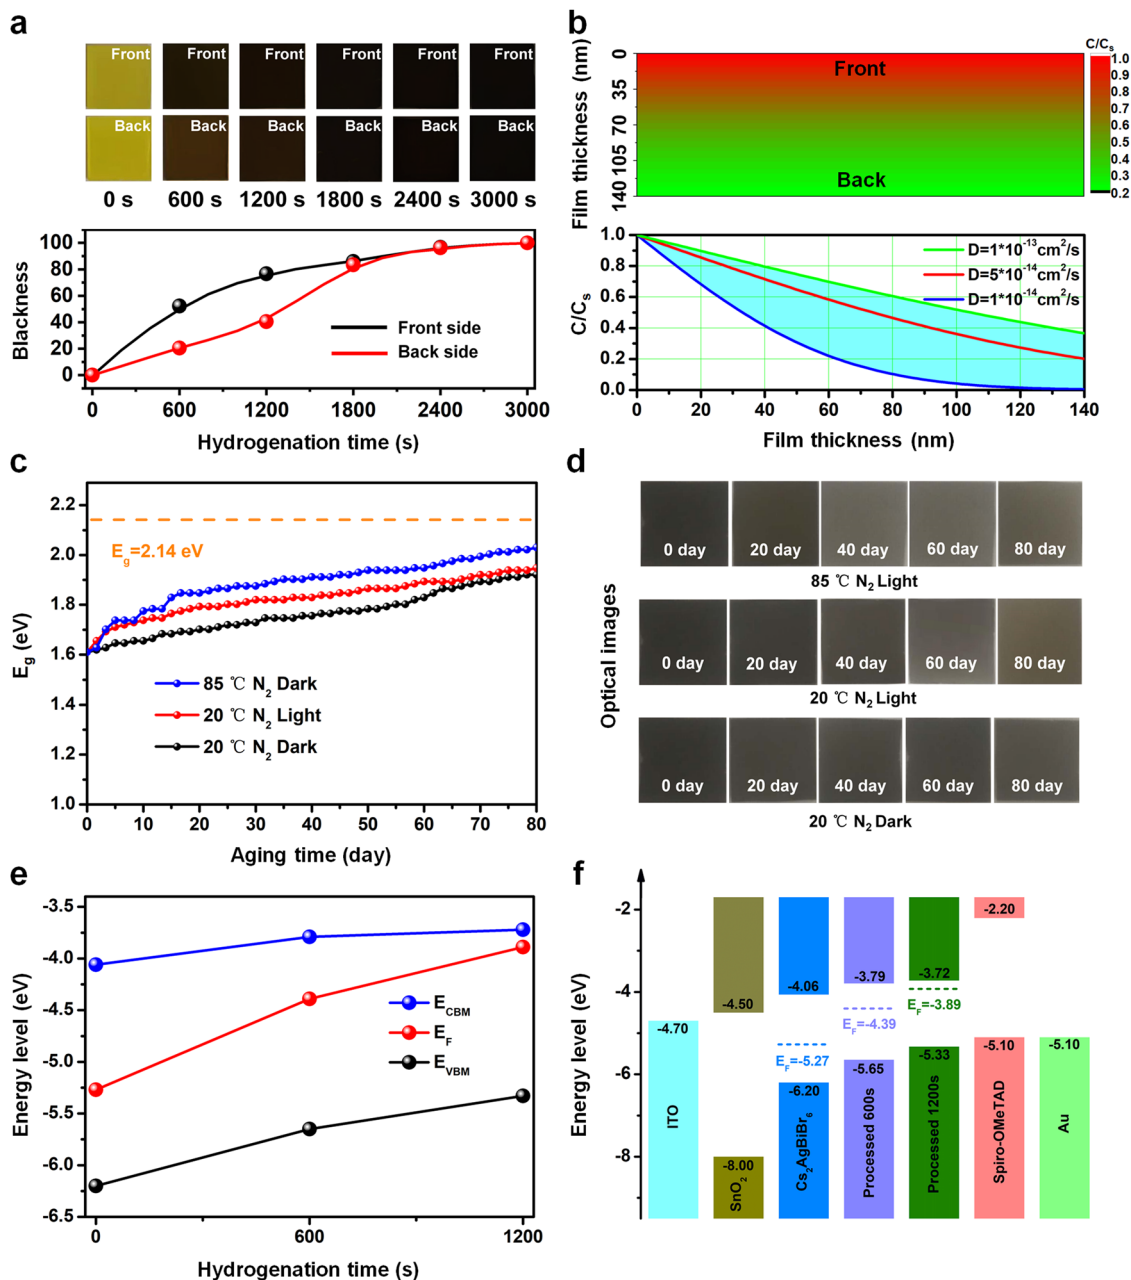 a
Front Front Front Front Front Front
Back Back Back Back Back Back
0 s 600 s 1200 s 1800 s 2400 s 3000 s
Blackness
100
80
60
40
20
0
Front side
Back side
0 600 1200 1800 2400 3000
Hydrogenation time (s)
b
Film thickness (nm)
0
35
70
105
140
Front
Back
C/Cs
1.0
0.9
0.8
0.7
0.6
0.5
0.4
0.3
0.2
C/Cs
1.0
0.8
0.6
0.4
0.2
0.0
D=1*10⁻¹³cm²/s
D=5*10⁻¹⁴cm²/s
D=1*10⁻¹⁴cm²/s
0 20 40 60 80 100 120 140
Film thickness (nm)
c
Eg (eV)
2.2
2.0
1.8
1.6
1.4
1.2
1.0
Eg=2.14 eV
85 ℃ N₂ Dark
20 ℃ N₂ Light
20 ℃ N₂ Dark
0 10 20 30 40 50 60 70 80
Aging time (day)
d
Optical images
0 day 20 day 40 day 60 day 80 day
85 ℃ N₂ Light
0 day 20 day 40 day 60 day 80 day
20 ℃ N₂ Light
0 day 20 day 40 day 60 day 80 day
20 ℃ N₂ Dark
e
Energy level (eV)
-3.5
-4.0
-4.5
-5.0
-5.5
-6.0
-6.5
E_CBM
E_F
E_VBM
0 600 1200
Hydrogenation time (s)
f
Energy level (eV)
-2
-4
-6
-8
-4.70
ITO
-4.50
-8.00
SnO₂
-4.06
E_F=-5.27
-6.20
Cs₂AgBiBr₆
-3.79
E_F=-4.39
-5.65
Processed 600s
-3.72
E_F=-3.89
-5.33
Processed 1200s
-2.20
-5.10
Spiro-OMeTAD
-5.10
Au